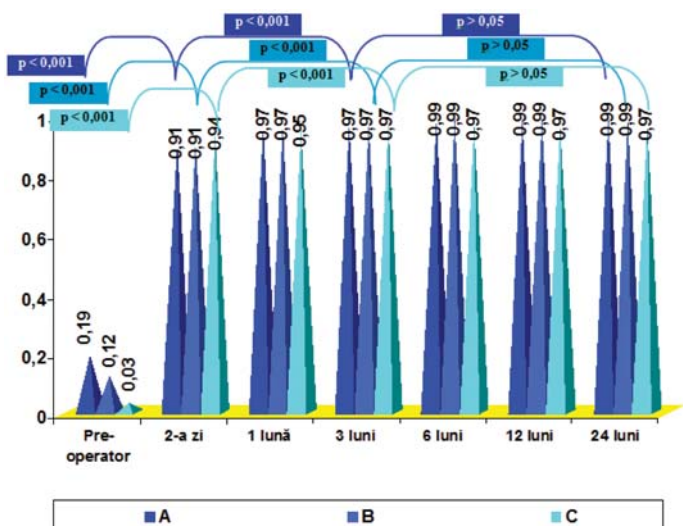 p < 0,001
p > 0,05
p < 0,001
p > 0,05
p < 0,001
p < 0,001
p > 0,05
p < 0,001
p < 0,001
1
0,8
0,6
0,4
0,2
0
0,19
0,12
0,03
0,91
0,91
0,94
0,97
0,97
0,95
0,97
0,97
0,97
0,99
0,99
0,97
0,99
0,99
0,97
0,99
0,99
0,97
Pre-
operator
2-a zi
1 lună
3 luni
6 luni
12 luni
24 luni
A
B
C